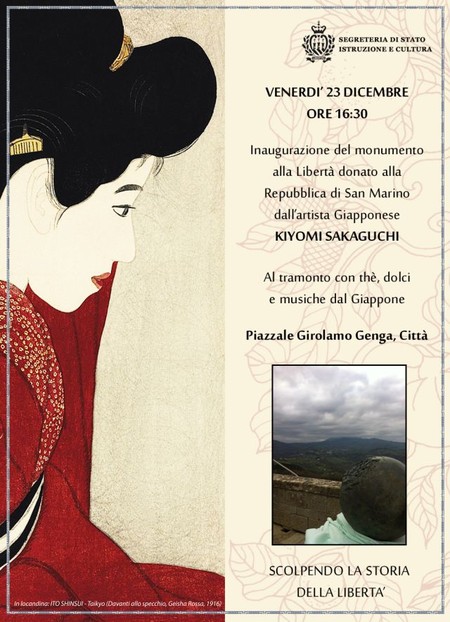 SEGRETERIA DI STATO
ISTRUZIONE E CULTURA
VENERDI’ 23 DICEMBRE
ORE 16:30
Inaugurazione del monumento
alla Libertà donato alla
Repubblica di San Marino
dall’artista Giapponese
KIYOMI SAKAGUCHI
Al tramonto con thè, dolci
e musiche dal Giappone
Piazzale Girolamo Genga, Città
SCOLPENDO LA STORIA
DELLA LIBERTA’
In locandina: ITO SHINSUI - Taikyo (Davanti allo specchio, Geisha Rossa, 1916)